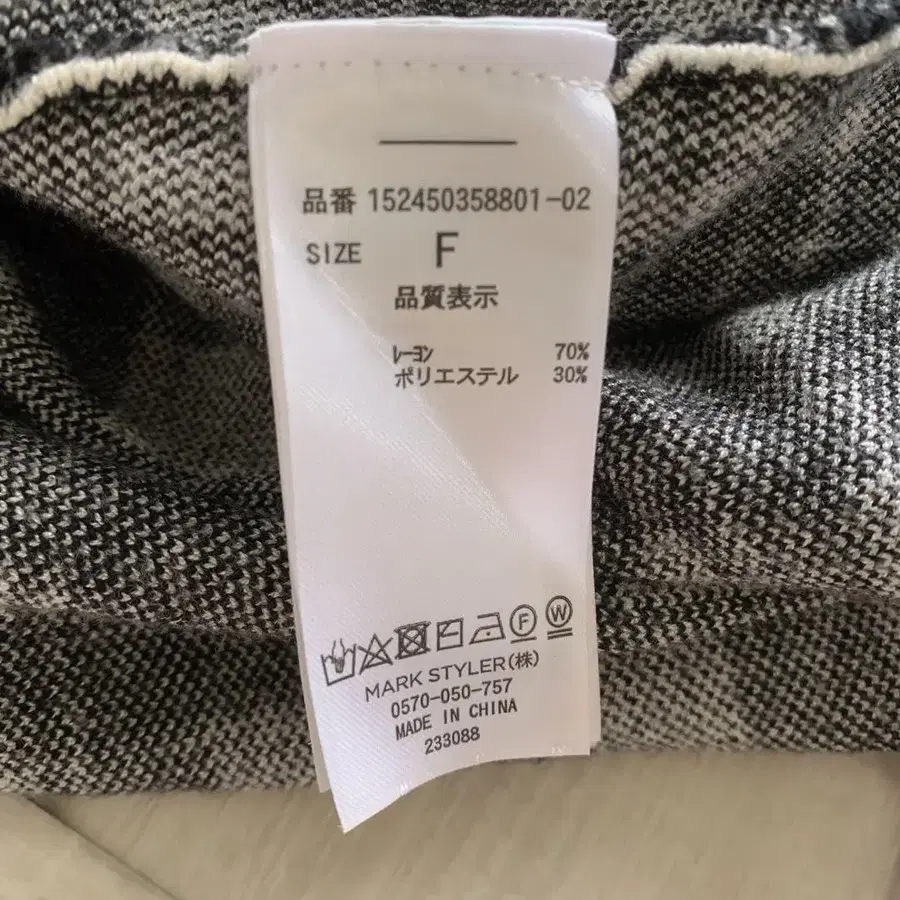 品番 152450358801-02
SIZE F
品質表示
レーヨン 70%
ポリエステル 30%
F W
MARK STYLER(株)
0570-050-757
MADE IN CHINA
233088